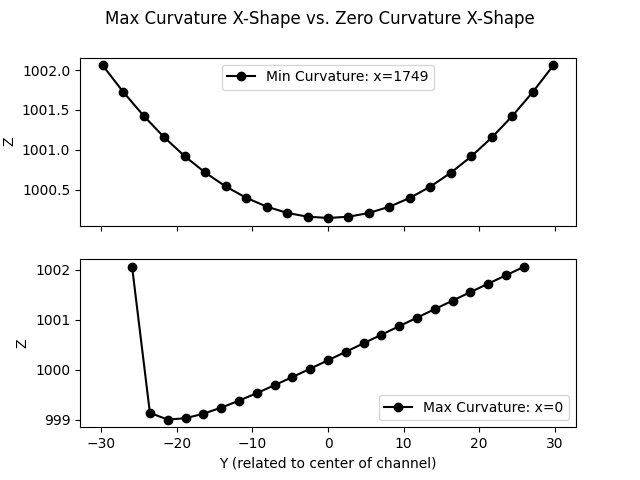 Max Curvature X-Shape vs. Zero Curvature X-Shape
1002.0
1001.5
1001.0
1000.5
Z
Min Curvature: x=1749
1002
1001
1000
999
Z
Max Curvature: x=0
−30
−20
−10
0
10
20
30
Y (related to center of channel)